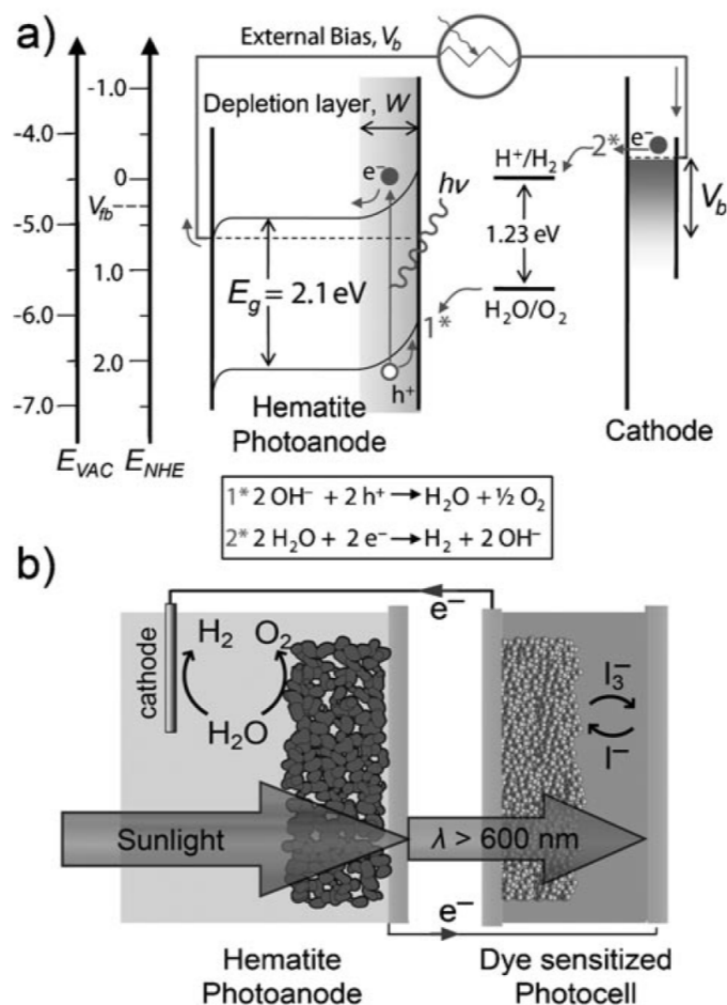 a)
External Bias, V_b
Depletion layer, W
-1.0
-4.0
0
V_fb
-5.0
1.0
-6.0
2.0
-7.0
E_VAC E_NHE
e⁻
hν
E_g = 2.1 eV
1*
h⁺
Hematite
Photoanode
H⁺/H₂
1.23 eV
H₂O/O₂
2*
e⁻
V_b
Cathode
1* 2 OH⁻ + 2 h⁺ → H₂O + ½ O₂
2* 2 H₂O + 2 e⁻ → H₂ + 2 OH⁻
b)
e⁻
cathode
H₂ O₂
H₂O
I₃⁻
I⁻
Sunlight
λ > 600 nm
e⁻
Hematite
Photoanode
Dye sensitized
Photocell